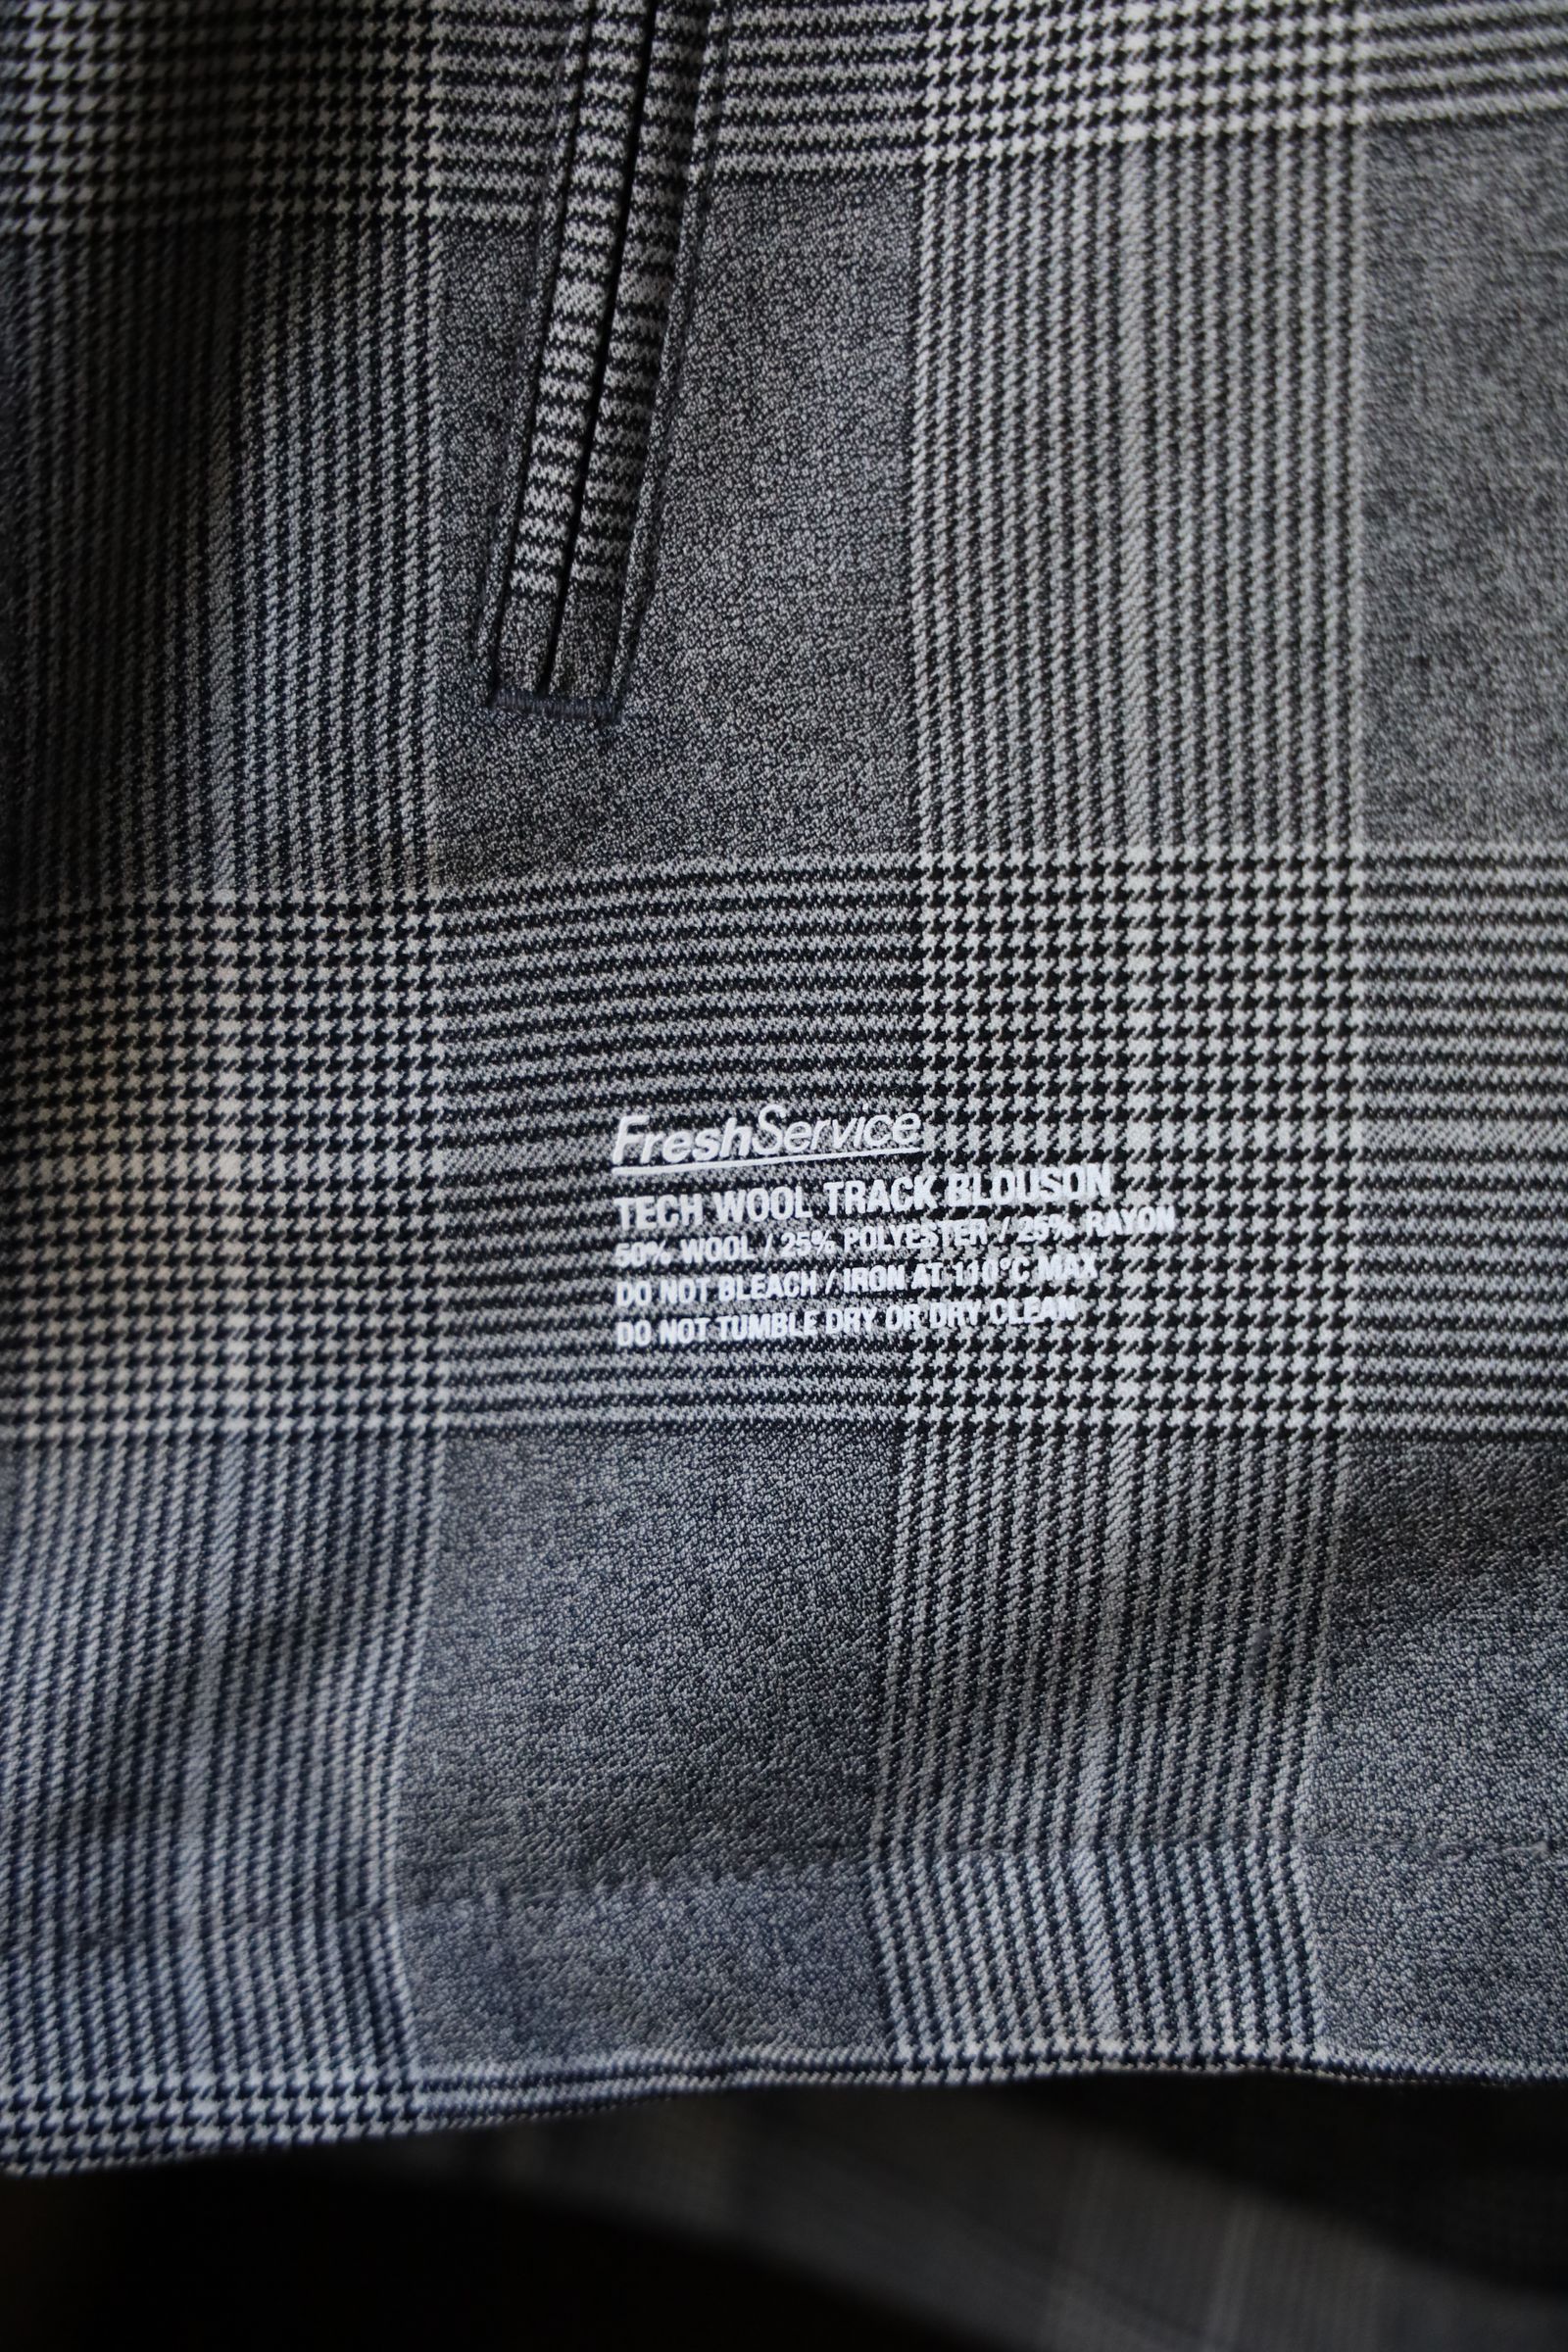 FreshService
TECH WOOL TRACK BLOUSON
50% WOOL / 25% POLYESTER / 25% RAYON
DO NOT BLEACH / IRON AT 110°C MAX
DO NOT TUMBLE DRY OR DRY CLEAN